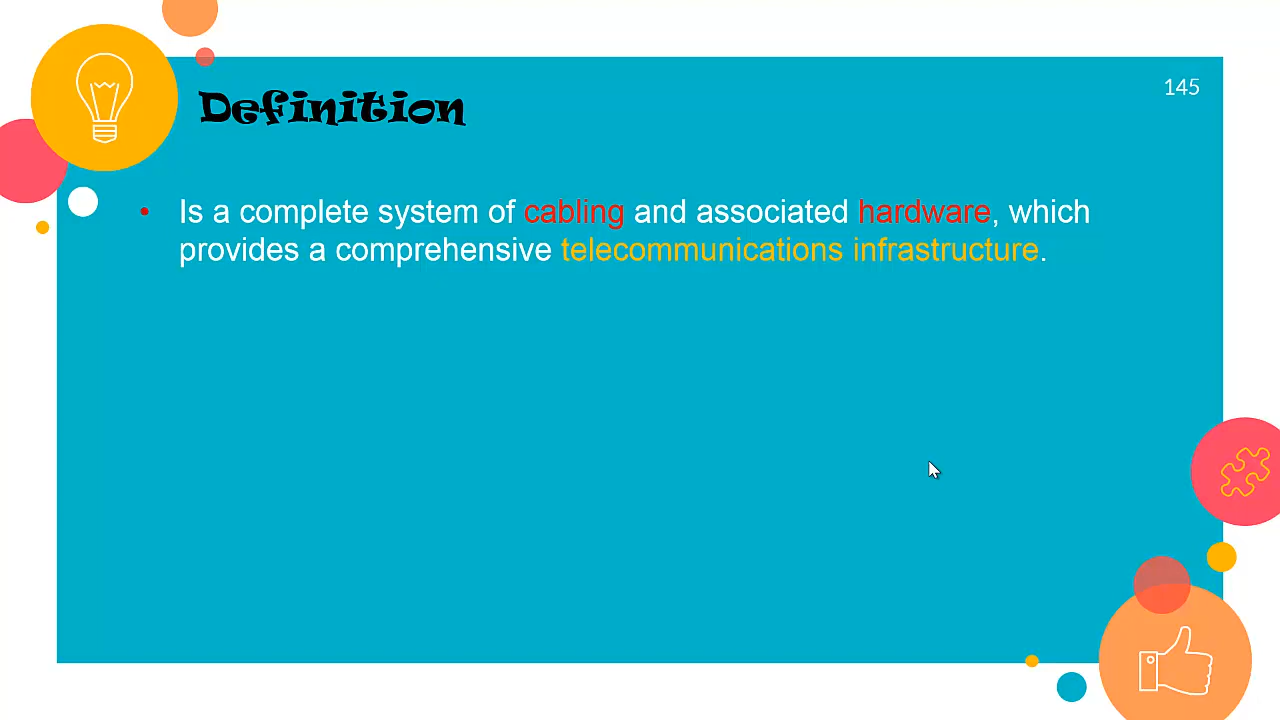 145
Definition
• Is a complete system of cabling and associated hardware, which
provides a comprehensive telecommunications infrastructure.